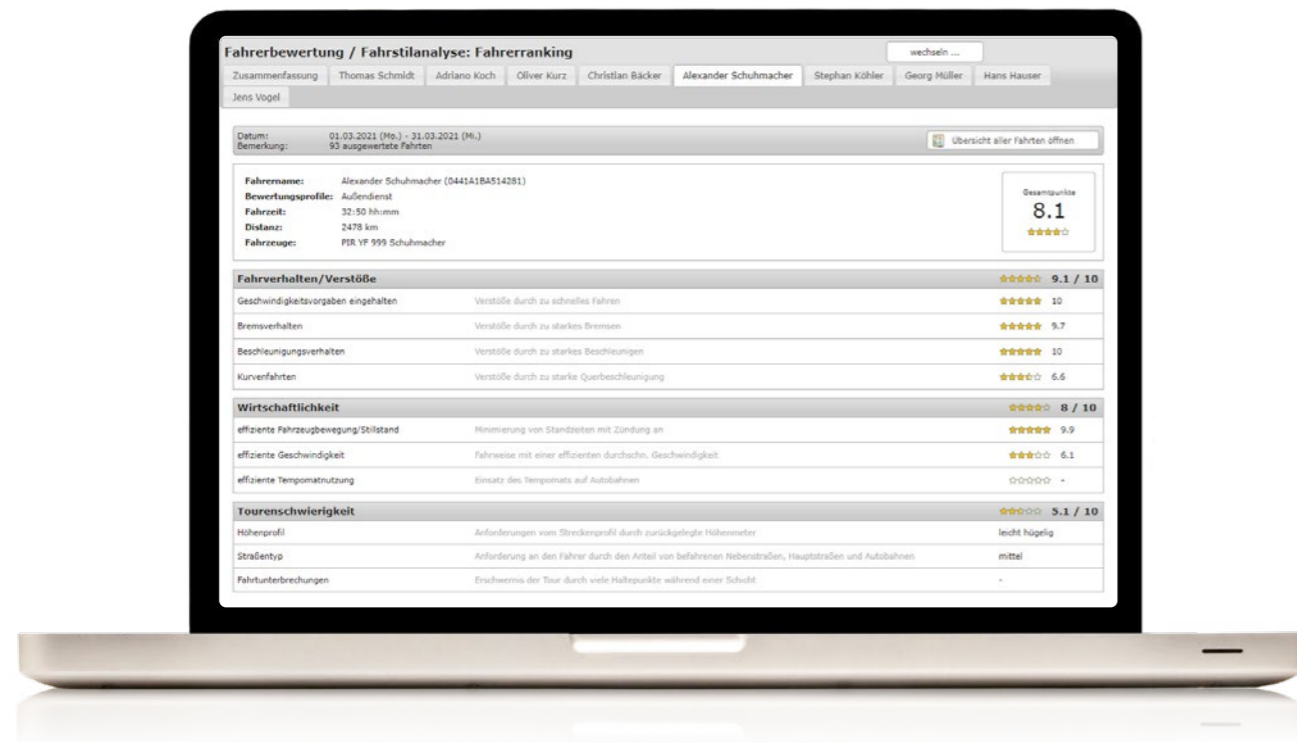 Fahrerbewertung / Fahrstilanalyse: Fahrerranking
wechseln ...
Zusammenfassung Thomas Schmidt Adriano Koch Oliver Kurz Christian Bäcker Alexander Schuhmacher Stephan Köhler Georg Müller Hans Hauser
Jens Vogel
Datum: 01.03.2021 (Mo.) - 31.03.2021 (Mi.)
Bemerkung: 93 ausgewertete Fahrten
Übersicht aller Fahrten öffnen
Fahrername: Alexander Schuhmacher (0441A1BA514281)
Bewertungsprofile: Außendienst
Fahrzeit: 32:50 hh:mm
Distanz: 2478 km
Fahrzeuge: PIR YF 999 Schuhmacher
Gesamtpunkte
8.1
Fahrverhalten/Verstöße 9.1 / 10
Geschwindigkeitsvorgaben eingehalten Verstöße durch zu schnelles Fahren 10
Bremsverhalten Verstöße durch zu starkes Bremsen 9.7
Beschleunigungsverhalten Verstöße durch zu starkes Beschleunigen 10
Kurvenfahrten Verstöße durch zu starke Querbeschleunigung 6.6
Wirtschaftlichkeit 8 / 10
effiziente Fahrzeugbewegung/Stillstand Minimierung von Standzeiten mit Zündung an 9.9
effiziente Geschwindigkeit Fahrweise mit einer effizienten durchschn. Geschwindigkeit 6.1
effiziente Tempomatnutzung Einsatz des Tempomats auf Autobahnen -
Tourenschwierigkeit 5.1 / 10
Höhenprofil Anforderungen vom Streckenprofil durch zurückgelegte Höhenmeter leicht hügelig
Straßentyp Anforderung an den Fahrer durch den Anteil von befahrenen Nebenstraßen, Hauptstraßen und Autobahnen mittel
Fahrtunterbrechungen Erschwernis der Tour durch viele Haltepunkte während einer Schicht -